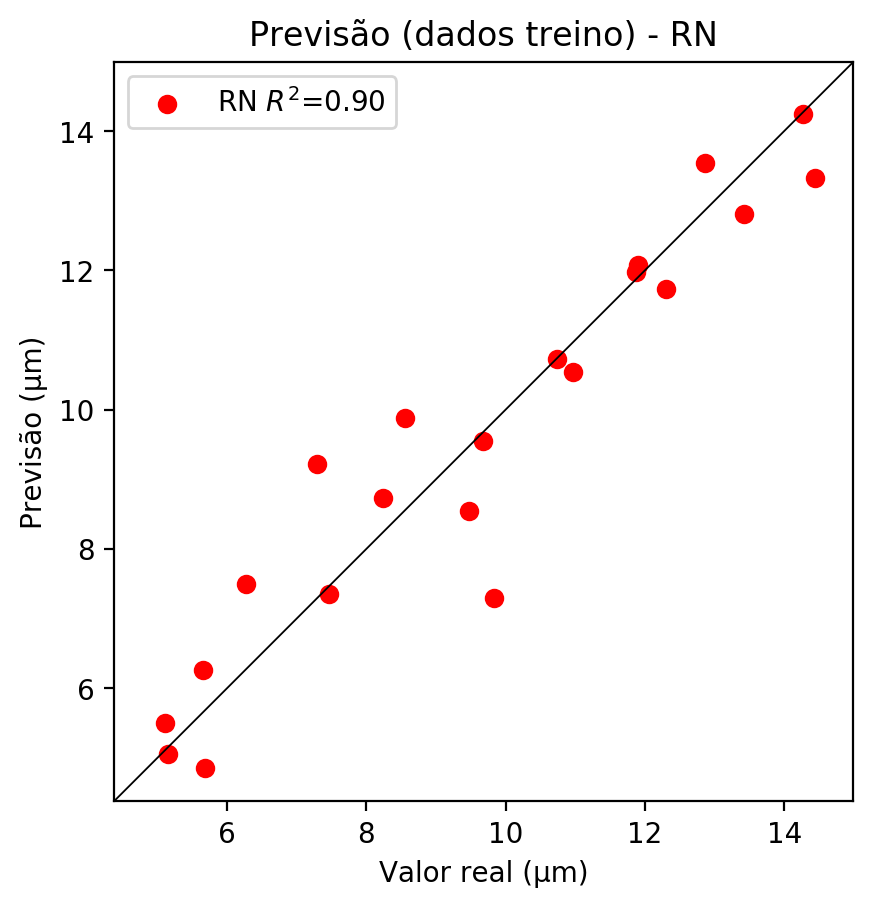 Previsão (dados treino) - RN
RN R²=0.90
Previsão (µm)
14
12
10
8
6
6 8 10 12 14
Valor real (µm)